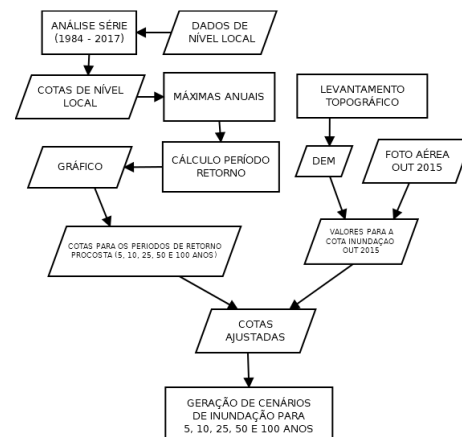 ANÁLISE SÉRIE
(1984 - 2017)
DADOS DE
NÍVEL LOCAL
COTAS DE NÍVEL
LOCAL
MÁXIMAS ANUAIS
LEVANTAMENTO
TOPOGRÁFICO
GRÁFICO
CÁLCULO PERÍODO
RETORNO
DEM
FOTO AÉREA
OUT 2015
COTAS PARA OS PERIODOS DE RETORNO
PROCOSTA (5, 10, 25, 50 E 100 ANOS)
VALORES PARA A
COTA INUNDAÇAO
OUT 2015
COTAS
AJUSTADAS
GERAÇÃO DE CENÁRIOS
DE INUNDAÇÃO PARA
5, 10, 25, 50 E 100 ANOS